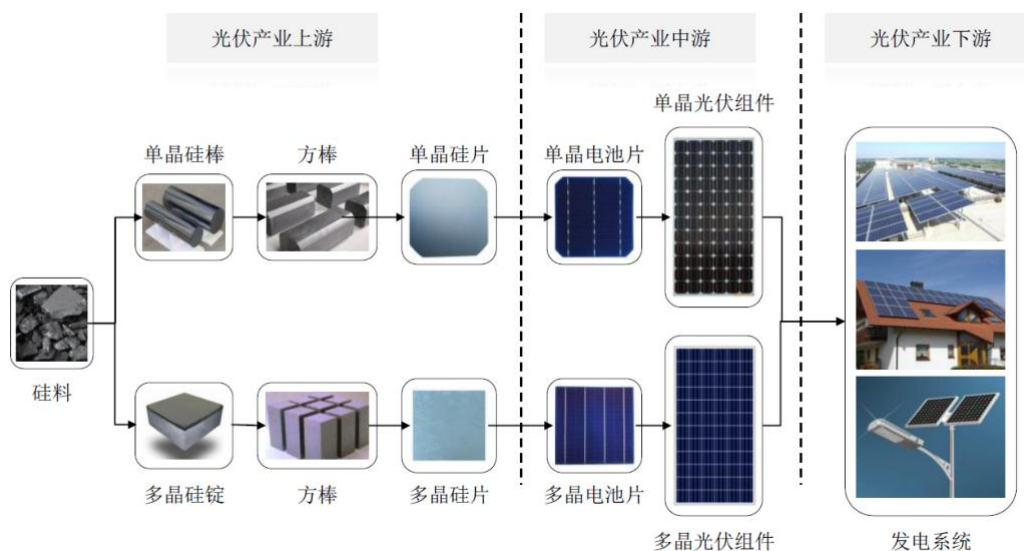 光伏产业上游
光伏产业中游
光伏产业下游
单晶光伏组件
单晶硅棒
方棒
单晶硅片
单晶电池片
硅料
多晶硅锭
方棒
多晶硅片
多晶电池片
多晶光伏组件
发电系统